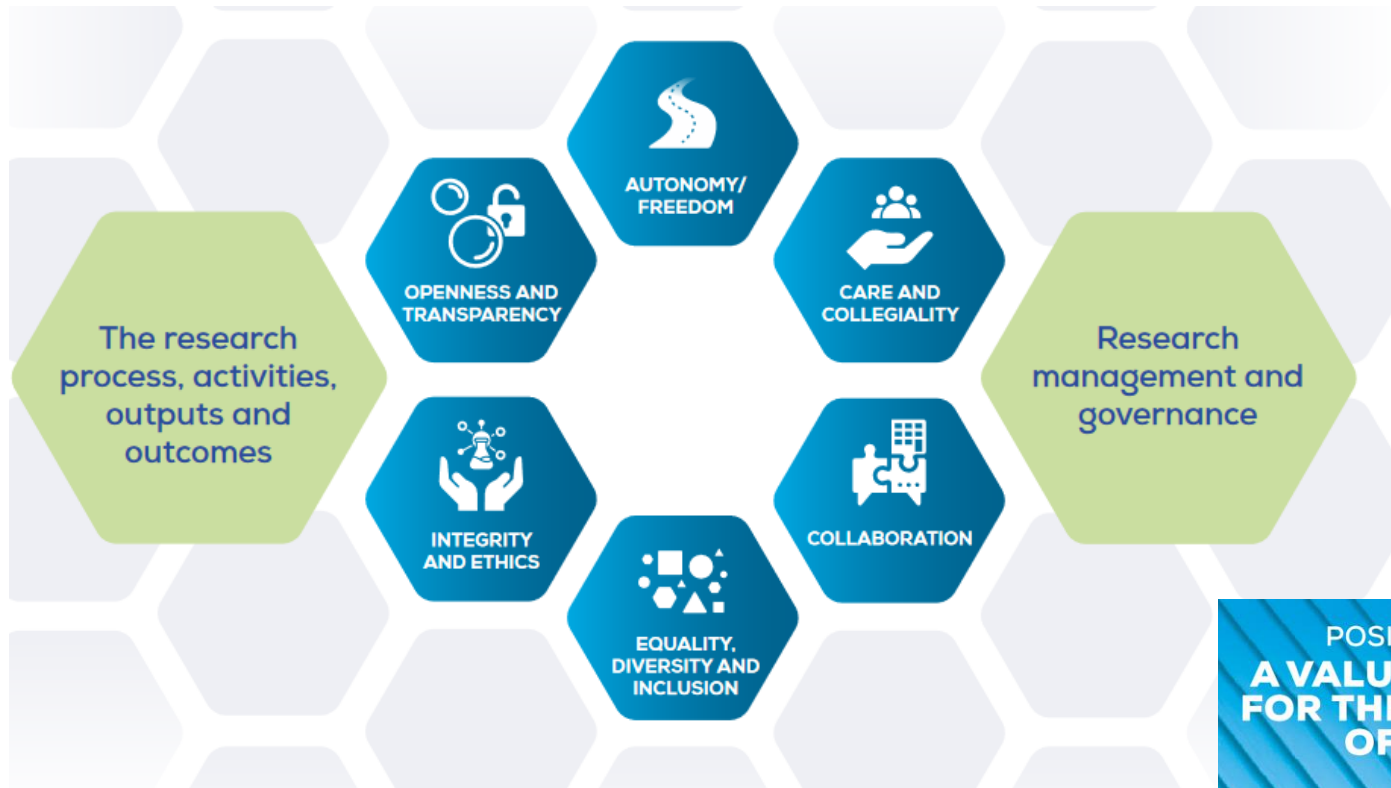 AUTONOMY/
FREEDOM
OPENNESS AND
TRANSPARENCY
CARE AND
COLLEGIALITY
The research
process, activities,
outputs and
outcomes
Research
management and
governance
INTEGRITY
AND ETHICS
COLLABORATION
EQUALITY,
DIVERSITY AND
INCLUSION
A
FOR